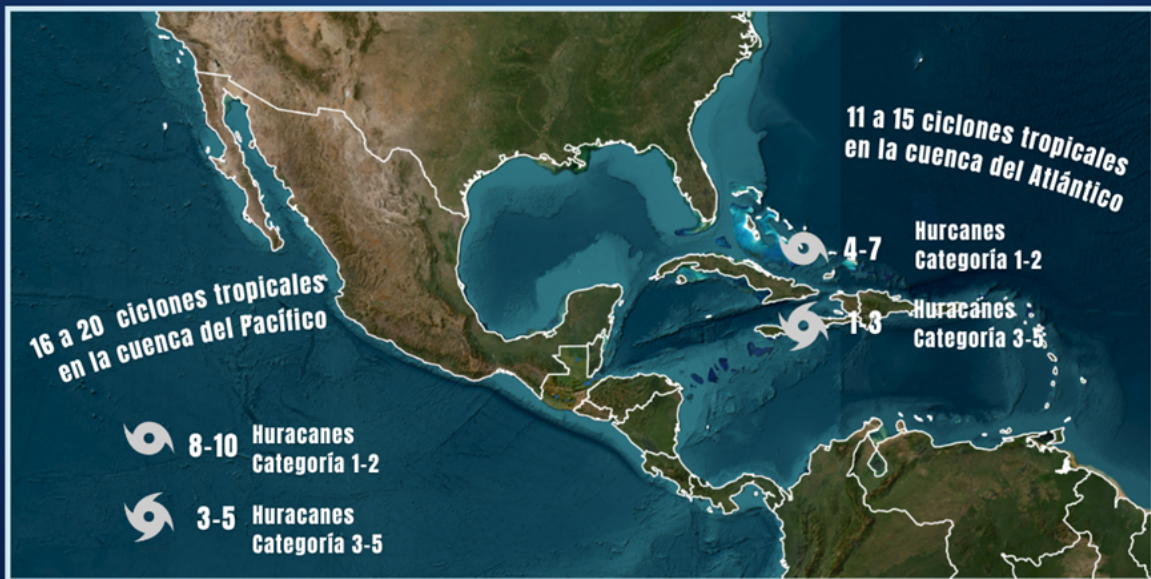 11 a 15 ciclones tropicales
en la cuenca del Atlántico
4-7
Hurcanes
Categoría 1-2
1-3
Huracanes
Categoría 3-5
16 a 20 ciclones tropicales
en la cuenca del Pacífico
8-10
Huracanes
Categoría 1-2
3-5
Huracanes
Categoría 3-5